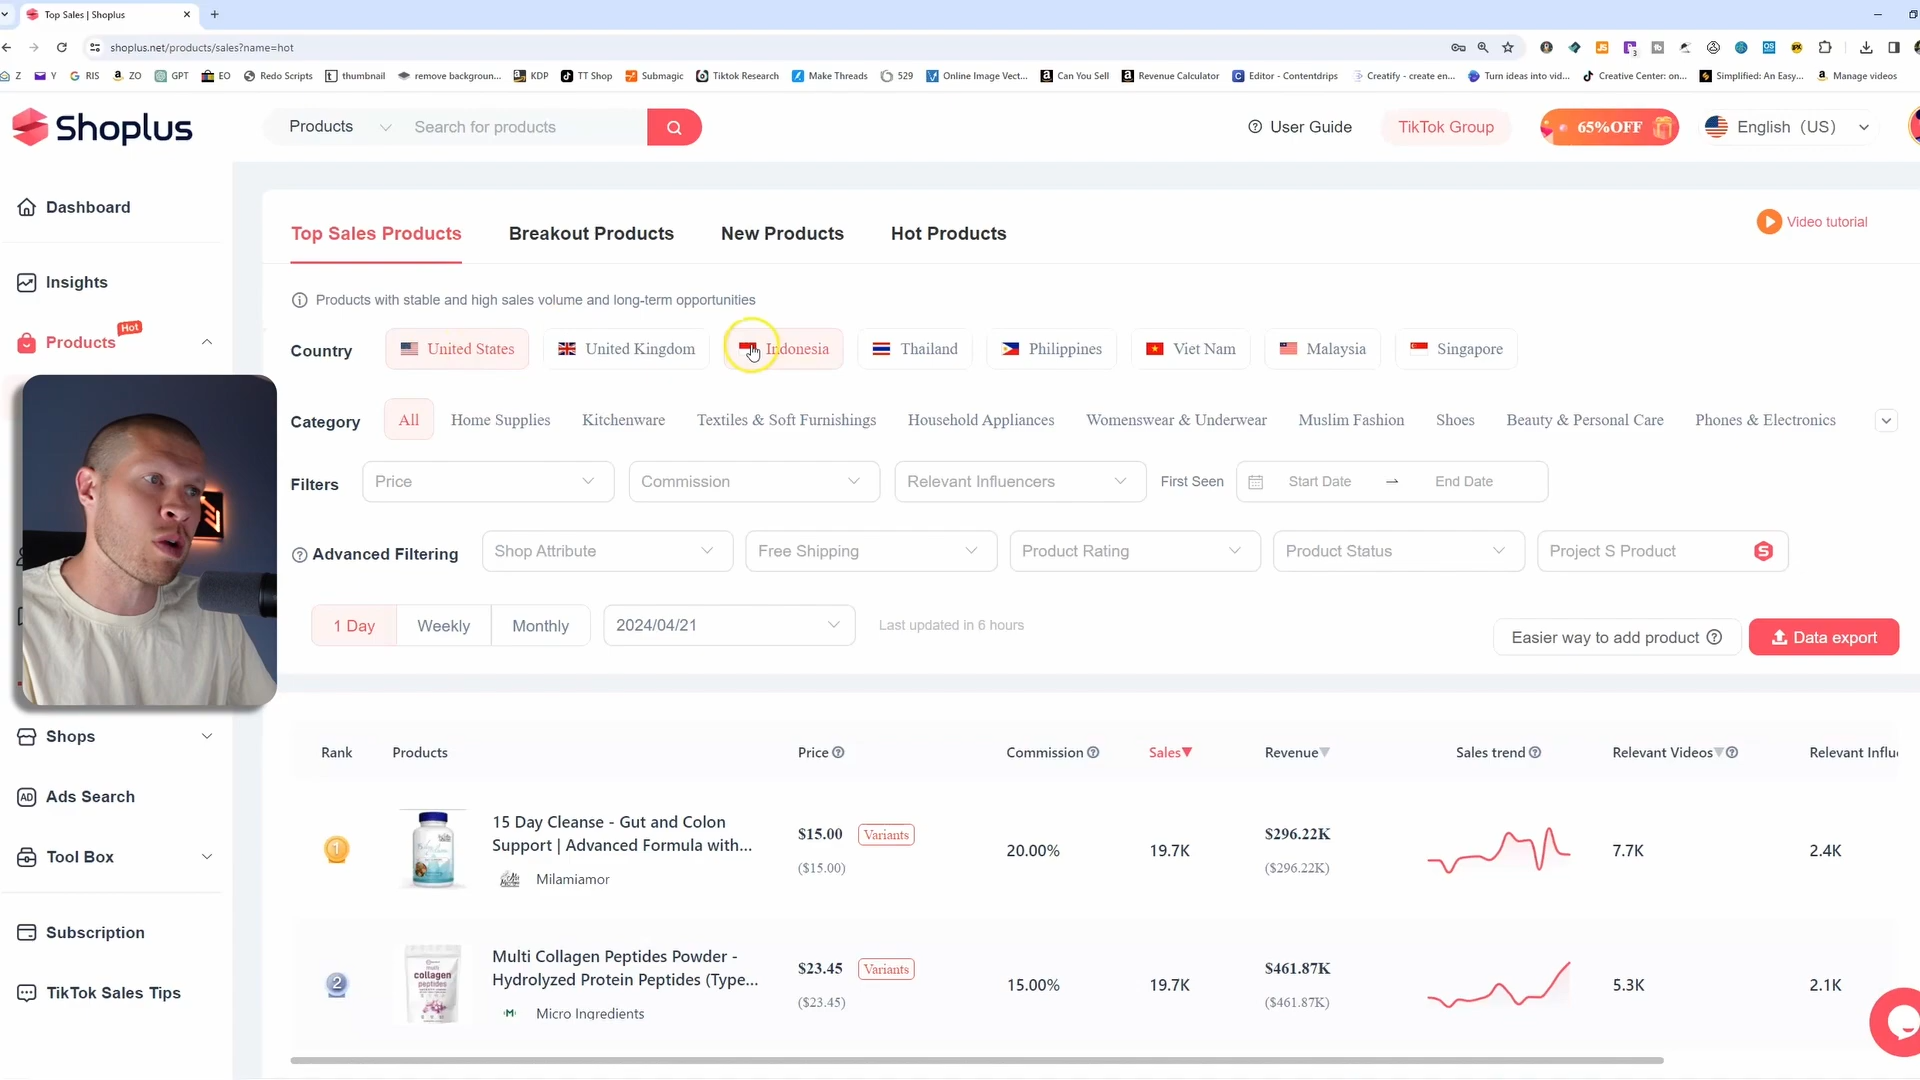 Top Sales | Shoplus
shoplus.net/products/sales?name=hot
Z Y RIS ZO GPT EO Redo Scripts thumbnail remove backgroun... KDP TT Shop Submagic Tiktok Research Make Threads 529 Online Image Vect... Can You Sell Revenue Calculator Editor - Contentdrips Creatify - create en... Turn ideas into vid... Creative Center: on... Simplified: An Easy... Manage videos
Shoplus
Products
Search for products
User Guide
TikTok Group
65%OFF
English (US)
Dashboard
Insights
Products
Hot
Shops
Ads Search
Tool Box
Subscription
TikTok Sales Tips
Top Sales Products Breakout Products New Products Hot Products
Video tutorial
Products with stable and high sales volume and long-term opportunities
Country United States United Kingdom Indonesia Thailand Philippines Viet Nam Malaysia Singapore
Category All Home Supplies Kitchenware Textiles & Soft Furnishings Household Appliances Womenswear & Underwear Muslim Fashion Shoes Beauty & Personal Care Phones & Electronics
Filters Price Commission Relevant Influencers First Seen Start Date → End Date
Advanced Filtering Shop Attribute Free Shipping Product Rating Product Status Project S Product
1 Day Weekly Monthly 2024/04/21 Last updated in 6 hours
Easier way to add product Data export
Rank Products Price Commission Sales Revenue Sales trend Relevant Videos Relevant Influ
1
15 Day Cleanse - Gut and Colon
Support | Advanced Formula with...
Milamiamor
$15.00 Variants
($15.00)
20.00%
19.7K
$296.22K
($296.22K)
7.7K
2.4K
2
multi
collagen
peptides
Multi Collagen Peptides Powder -
Hydrolyzed Protein Peptides (Type...
Micro Ingredients
$23.45 Variants
($23.45)
15.00%
19.7K
$461.87K
($461.87K)
5.3K
2.1K